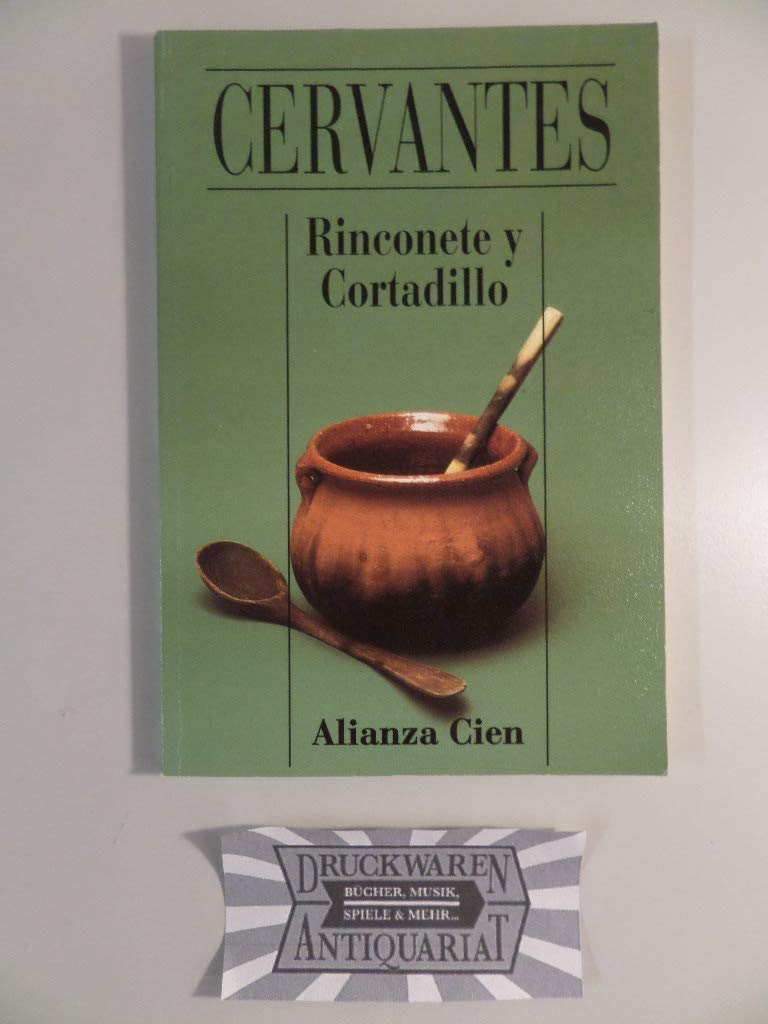 CERVANTES
Rinconete y
Cortadillo
Alianza Cien
DRUCKWAREN
BÜCHER, MUSIK,
SPIELE & MEHR...
ANTIQUARIAT